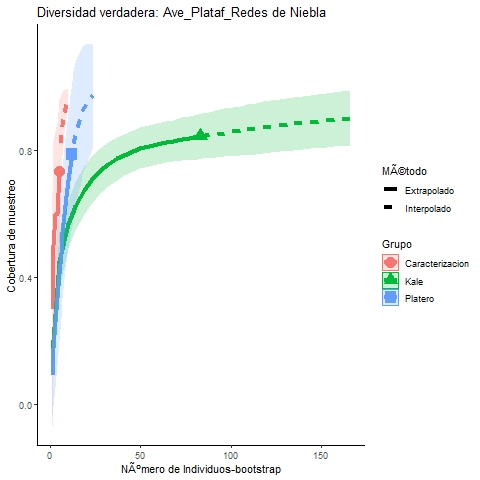 Diversidad verdadera: Ave_Plataf_Redes de Niebla
Cobertura de muestreo
0.8
0.4
0.0
0
50
100
150
NÃºmero de Individuos-bootstrap
MÃ©todo
Extrapolado
Interpolado
Grupo
Caracterizacion
Kale
Platero